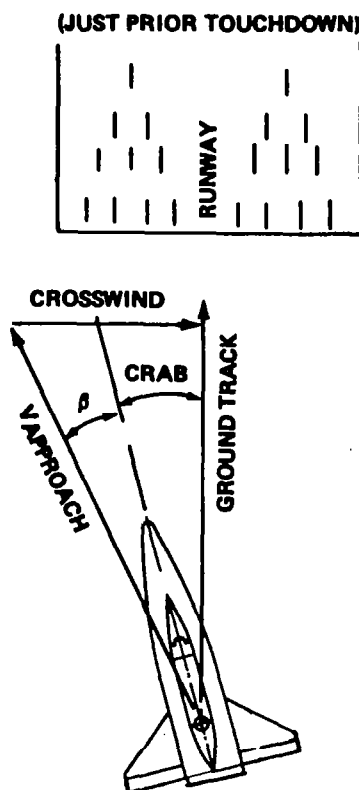 (JUST PRIOR TOUCHDOWN)
RUNWAY
CROSSWIND
CRAB
β
VAPPROACH
GROUND TRACK